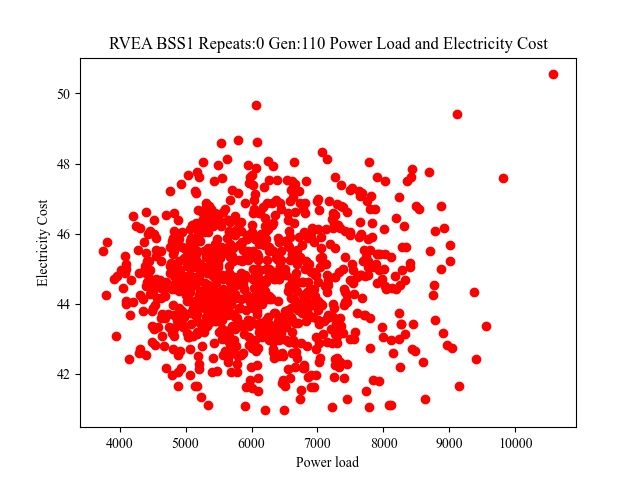 RVEA BSS1 Repeats:0 Gen:110 Power Load and Electricity Cost
50
48
46
44
42
Electricity Cost
4000 5000 6000 7000 8000 9000 10000
Power load